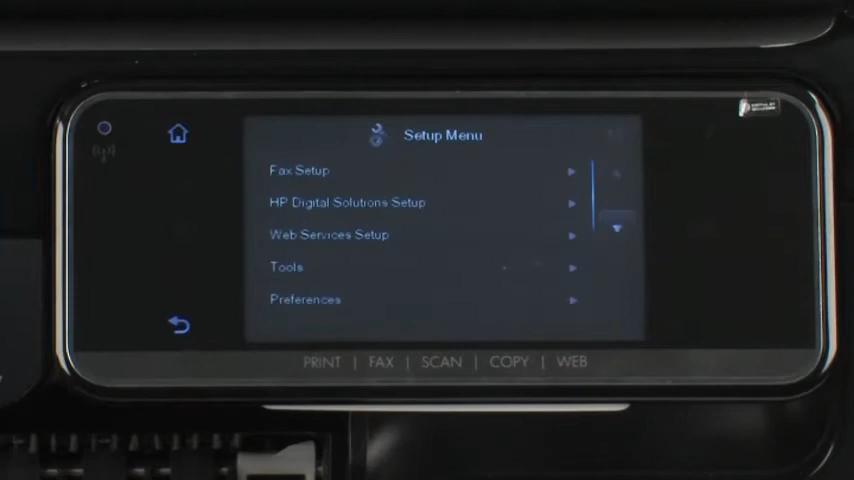 Setup Menu
Fax Setup
HP Digital Solutions Setup
Web Services Setup
Tools
Preferences
PRINT | FAX | SCAN | COPY | WEB